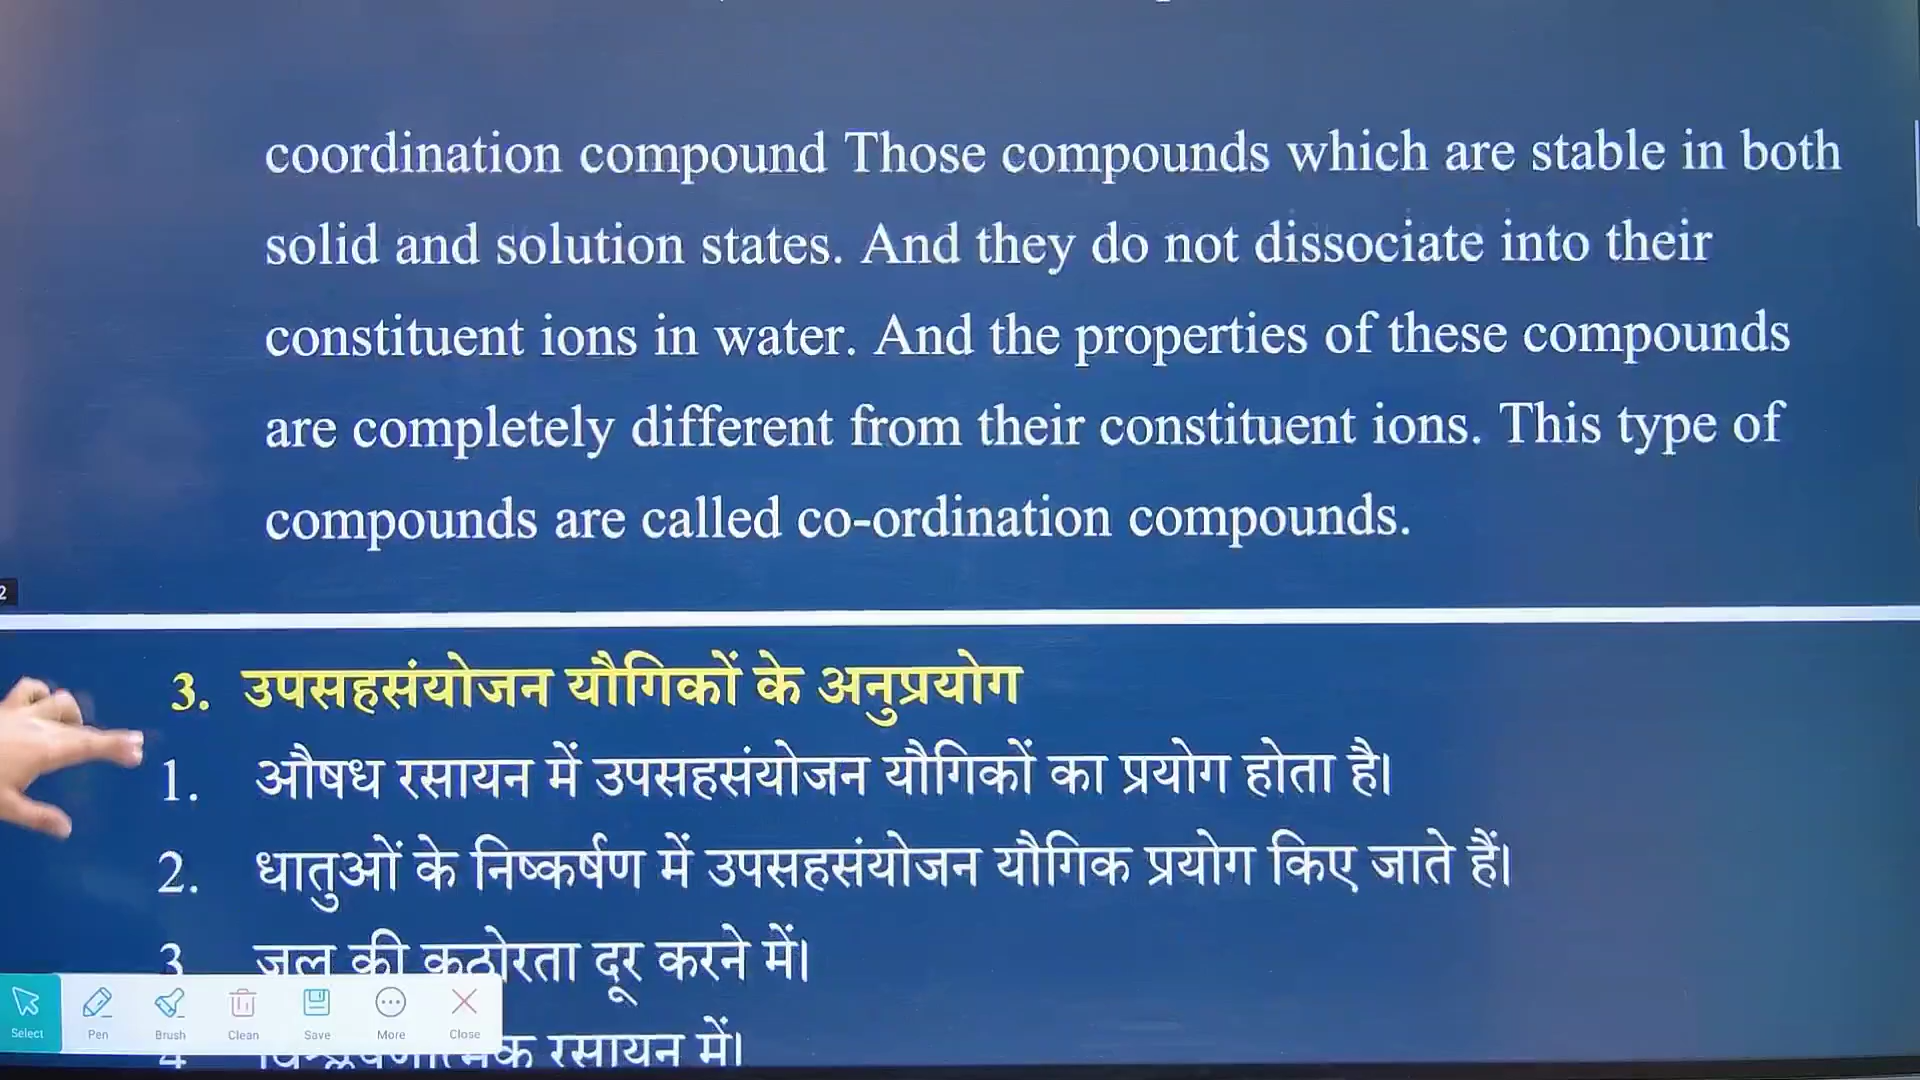 coordination compound Those compounds which are stable in both
solid and solution states. And they do not dissociate into their
constituent ions in water. And the properties of these compounds
are completely different from their constituent ions. This type of
compounds are called co-ordination compounds.
2
3. उपसहसंयोजन यौगिकों के अनुप्रयोग
1. औषध रसायन में उपसहसंयोजन यौगिकों का प्रयोग होता है।
2. धातुओं के निष्कर्षण में उपसहसंयोजन यौगिक प्रयोग किए जाते हैं।
3 जल की कठोरता दूर करने में।
4 रसायन में।
Select Pen Brush Clean Save More Close